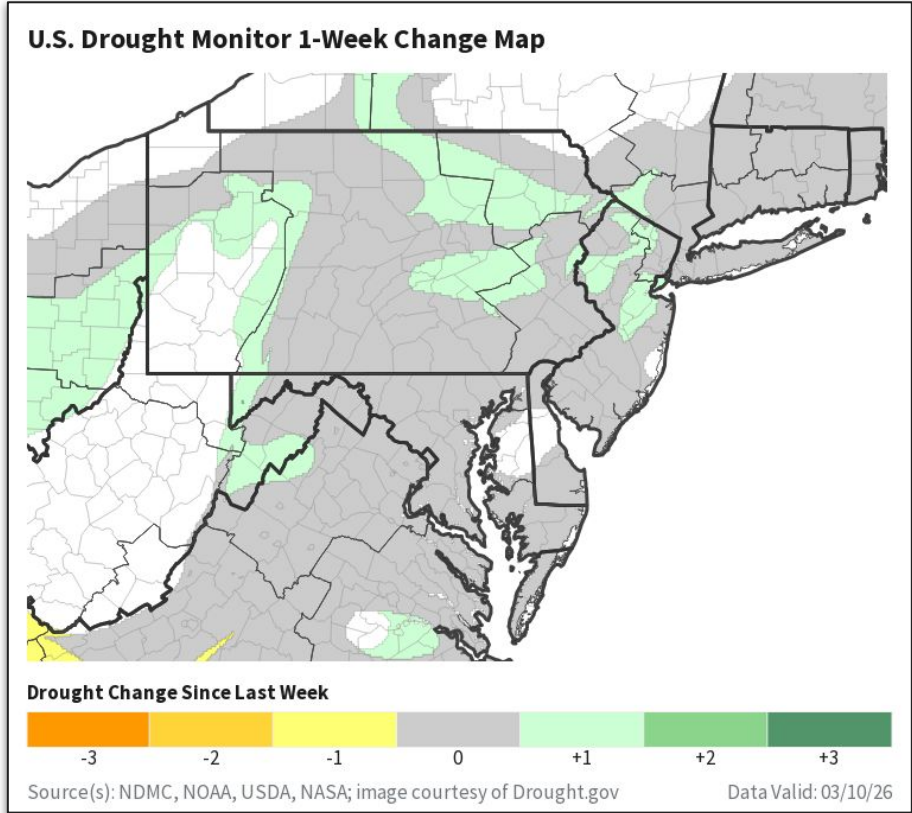 U.S. Drought Monitor 1-Week Change Map
Drought Change Since Last Week
-3 -2 -1 0 +1 +2 +3
Source(s): NDMC, NOAA, USDA, NASA; image courtesy of Drought.gov Data Valid: 03/10/26